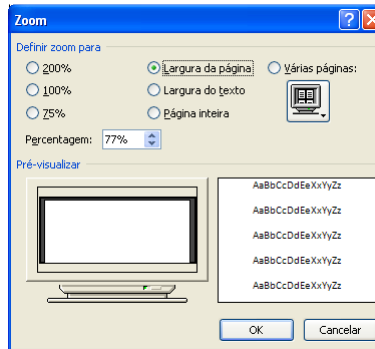 Zoom
Definir zoom para
200% Largura da página Várias páginas:
100% Largura do texto
75% Página inteira
Percentagem: 77%
Pré-visualizar
AaBbCcDdEeXxYyZz
AaBbCcDdEeXxYyZz
AaBbCcDdEeXxYyZz
AaBbCcDdEeXxYyZz
AaBbCcDdEeXxYyZz
OK Cancelar